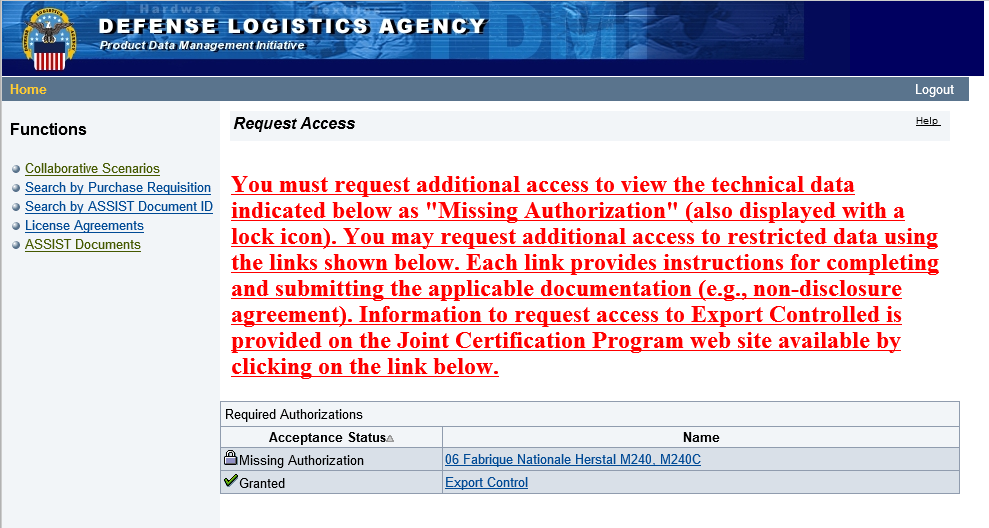 Hardware
Textiles
DEFENSE LOGISTICS AGENCY
Product Data Management Initiative
PDMI
Home
Logout
Functions
Collaborative Scenarios
Search by Purchase Requisition
Search by ASSIST Document ID
License Agreements
ASSIST Documents
Request Access
Help
You must request additional access to view the technical data
indicated below as "Missing Authorization" (also displayed with a
lock icon). You may request additional access to restricted data using
the links shown below. Each link provides instructions for completing
and submitting the applicable documentation (e.g., non-disclosure
agreement). Information to request access to Export Controlled is
provided on the Joint Certification Program web site available by
clicking on the link below.
Required Authorizations
Acceptance Status Name
Missing Authorization 06 Fabrique Nationale Herstal M240, M240C
Granted Export Control